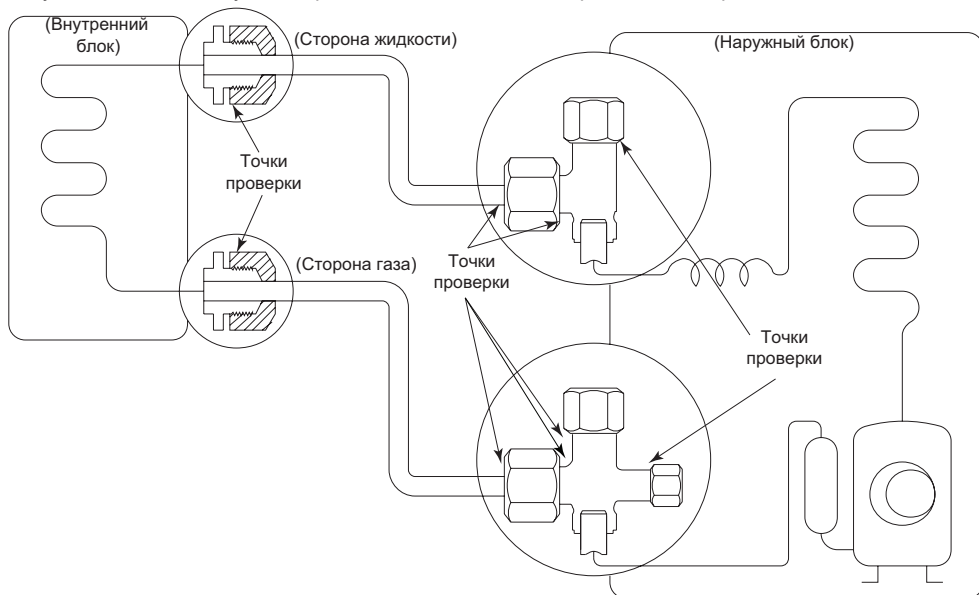 (Внутренний
блок)
(Сторона жидкости)
(Наружный блок)
Точки
проверки
(Сторона газа)
Точки
проверки
Точки
проверки